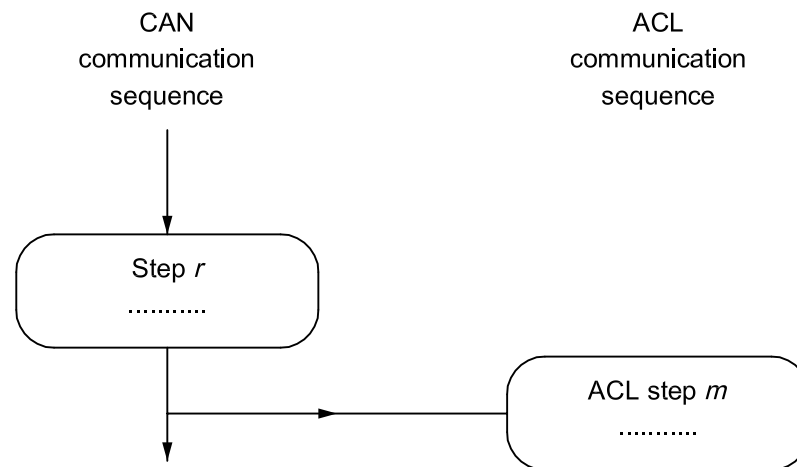 CAN
communication
sequence
ACL
communication
sequence
Step r
............
ACL step m
............